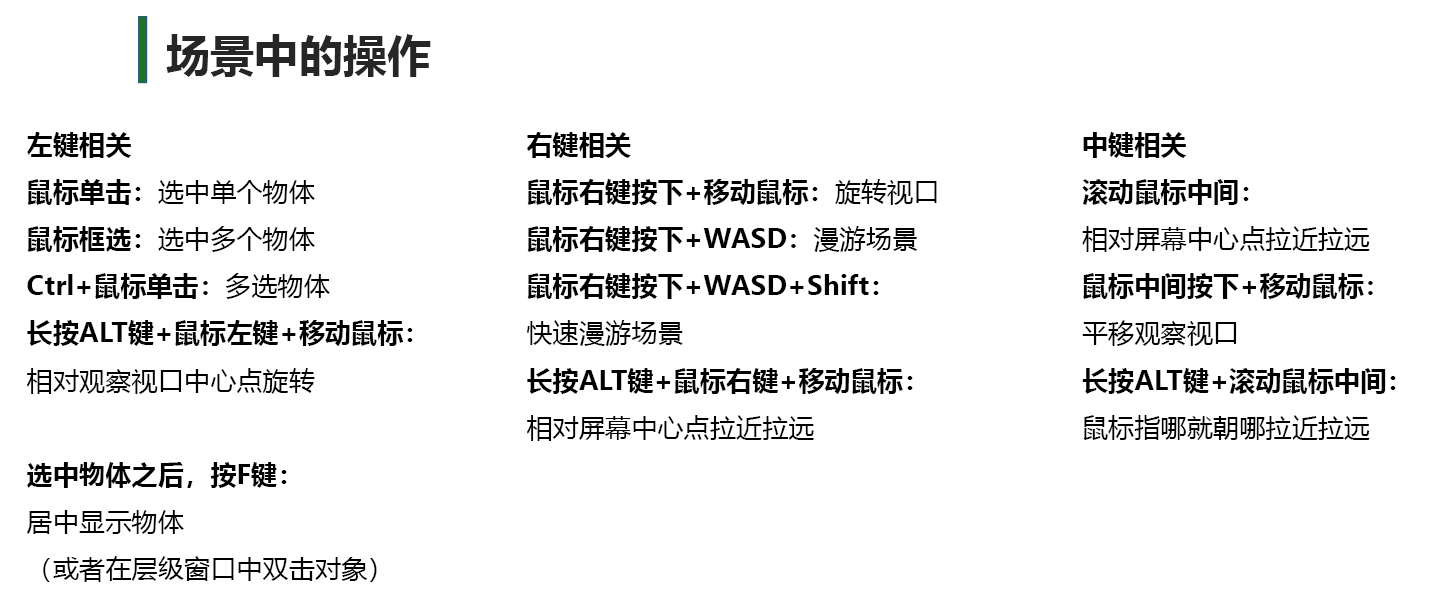 场景中的操作
左键相关
鼠标单击：选中单个物体
鼠标框选：选中多个物体
Ctrl+鼠标单击：多选物体
长按ALT键+鼠标左键+移动鼠标：
相对观察视口中心点旋转
选中物体之后，按F键：
居中显示物体
（或者在层级窗口中双击对象）
右键相关
鼠标右键按下+移动鼠标：旋转视口
鼠标右键按下+WASD：漫游场景
鼠标右键按下+WASD+Shift：
快速漫游场景
长按ALT键+鼠标右键+移动鼠标：
相对屏幕中心点拉近拉远
中键相关
滚动鼠标中间：
相对屏幕中心点拉近拉远
鼠标中间按下+移动鼠标：
平移观察视口
长按ALT键+滚动鼠标中间：
鼠标指哪就朝哪拉近拉远